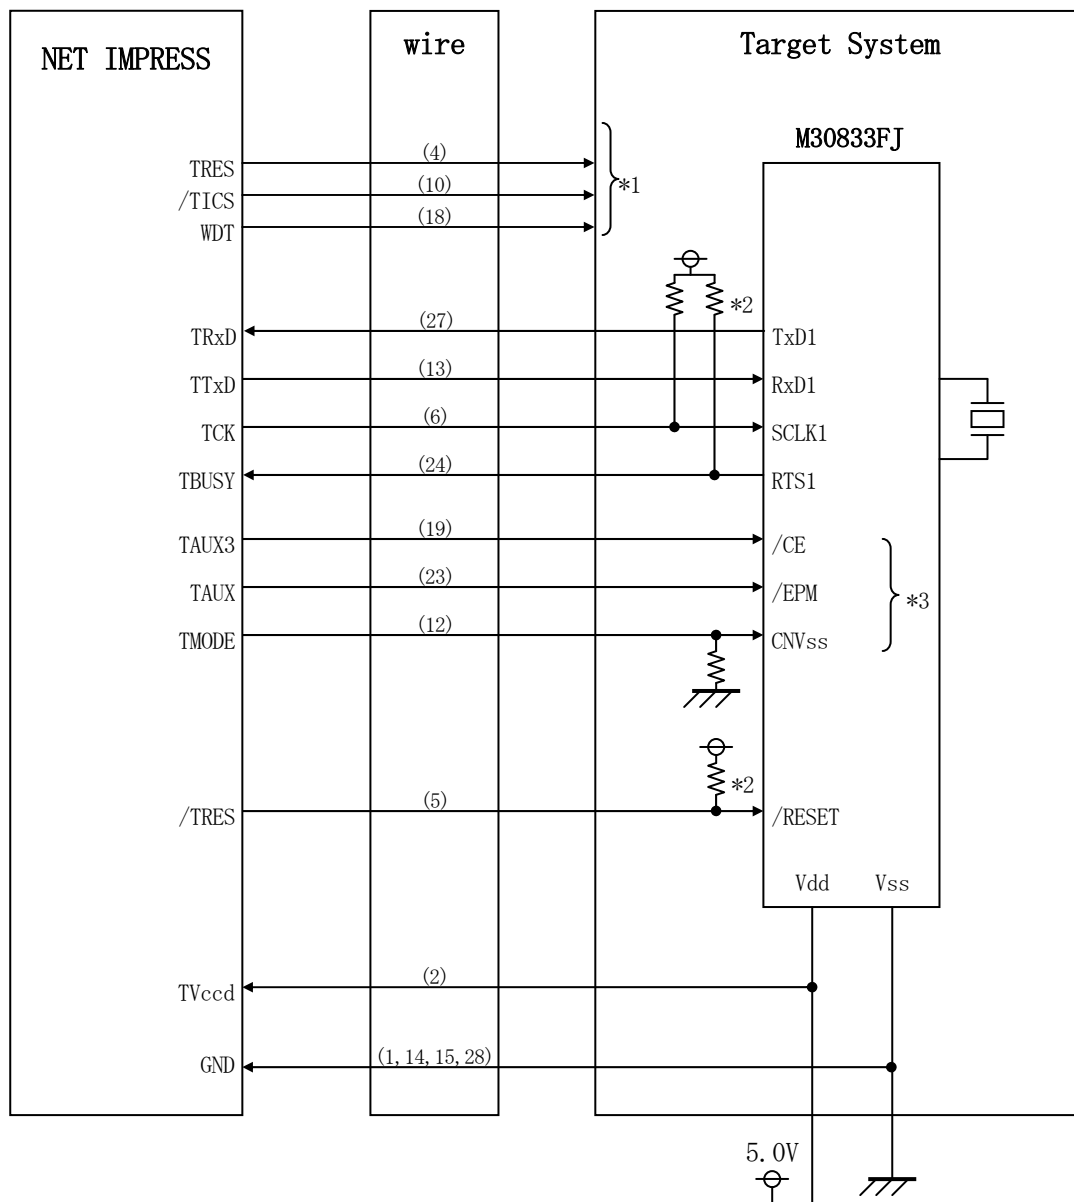 NET IMPRESS
wire
Target System
M30833FJ
TRES
(4)
*1
/TICS
(10)
WDT
(18)
*2
TRxD
(27)
TxD1
TTxD
(13)
RxD1
TCK
(6)
SCLK1
TBUSY
(24)
RTS1
TAUX3
(19)
/CE
TAUX
(23)
/EPM
*3
TMODE
(12)
CNVss
*2
/TRES
(5)
/RESET
Vdd
Vss
TVccd
(2)
GND
(1,14,15,28)
5.0V